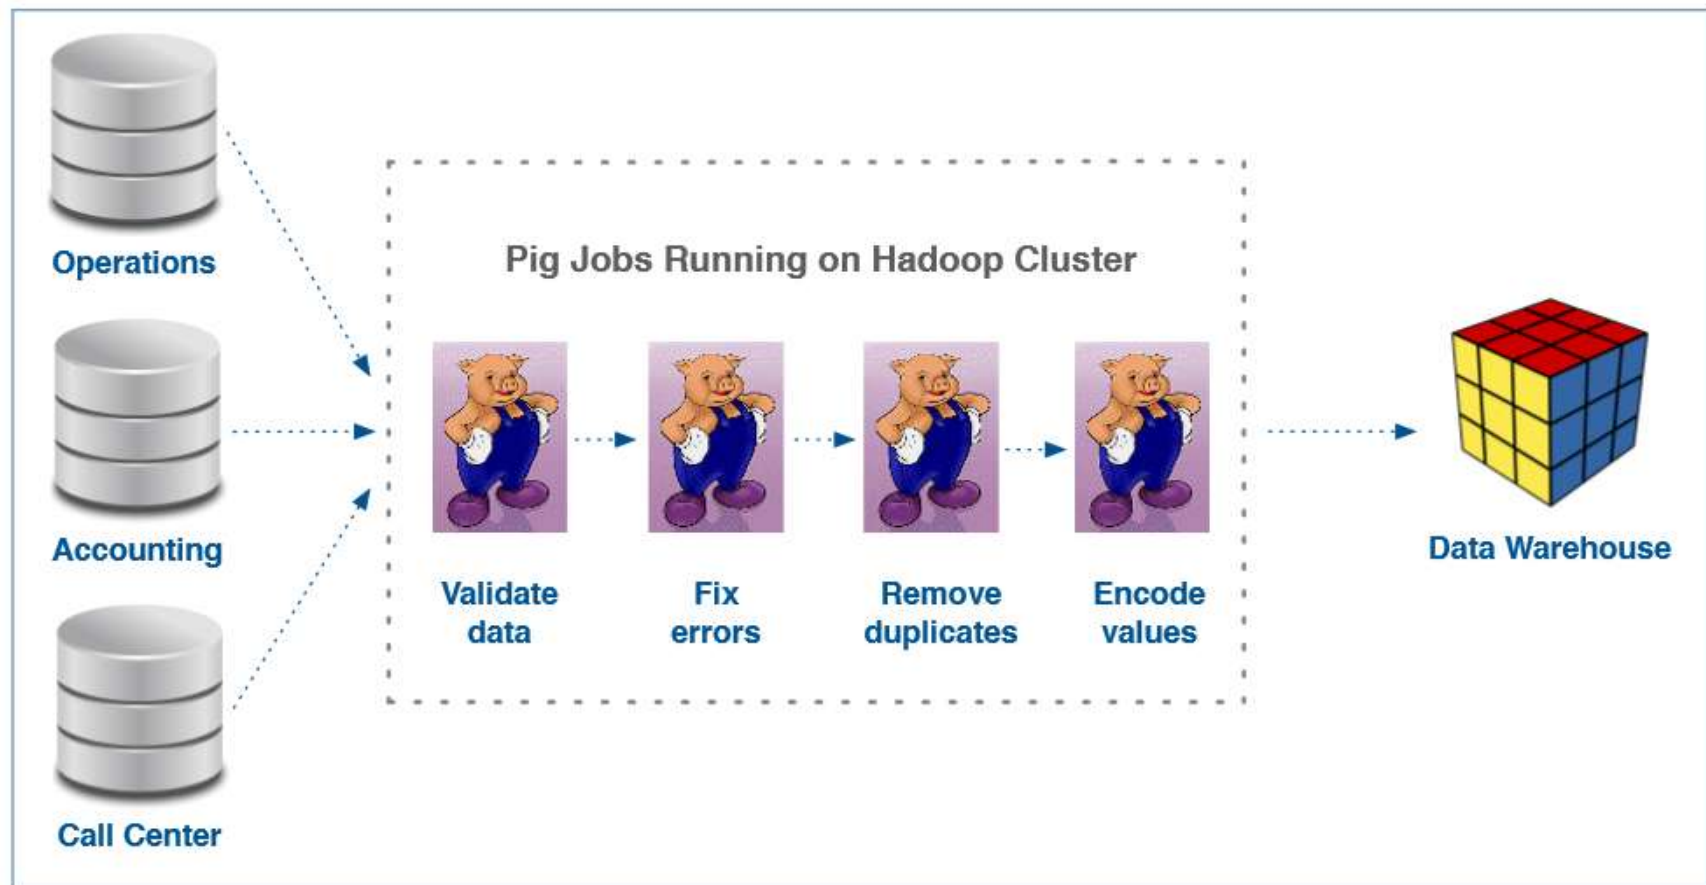 Operations
Accounting
Call Center
Pig Jobs Running on Hadoop Cluster
Validate
data
Fix
errors
Remove
duplicates
Encode
values
Data Warehouse